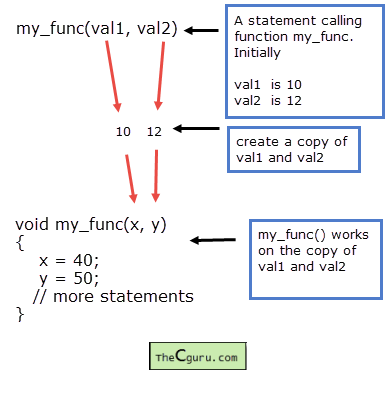 my_func(val1, val2)
A statement calling
function my_func.
Initially
val1 is 10
val2 is 12
10 12
create a copy of
val1 and val2
void my_func(x, y)
{
x = 40;
y = 50;
// more statements
}
my_func() works
on the copy of
val1 and val2
TheCguru.com